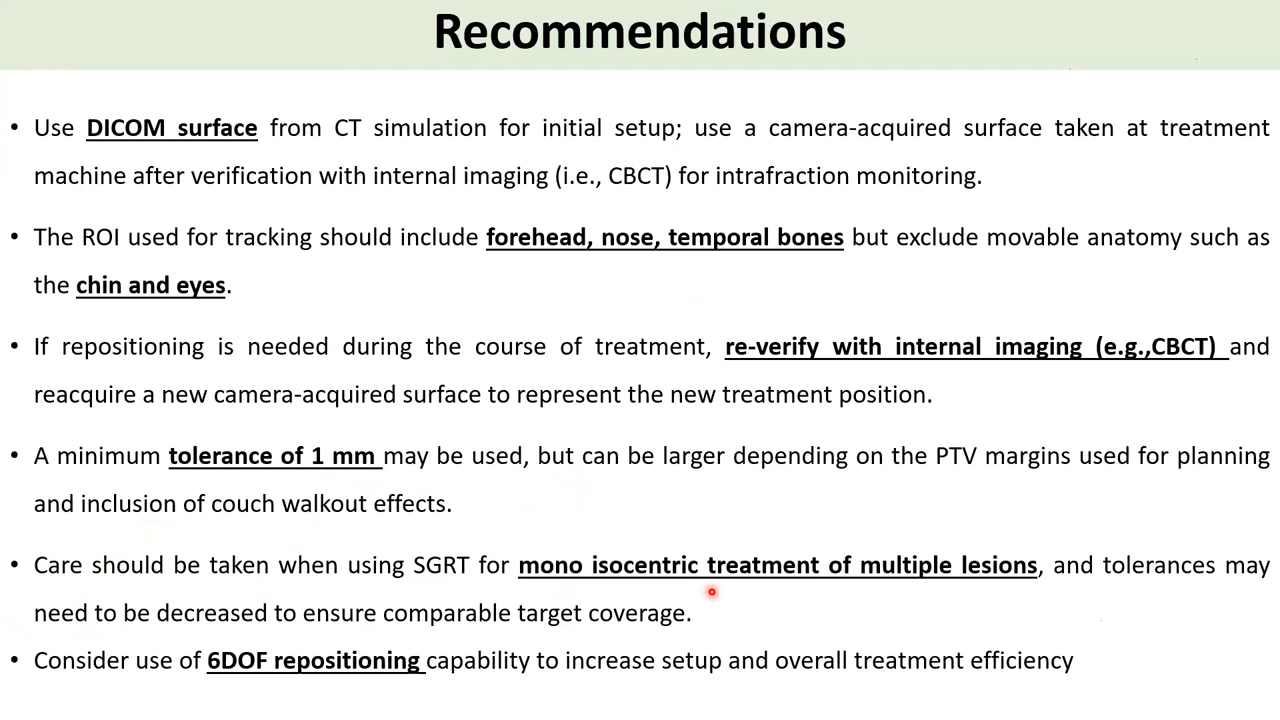 Recommendations
• Use DICOM surface from CT simulation for initial setup; use a camera-acquired surface taken at treatment
machine after verification with internal imaging (i.e., CBCT) for intrafraction monitoring.
• The ROI used for tracking should include forehead, nose, temporal bones but exclude movable anatomy such as
the chin and eyes.
• If repositioning is needed during the course of treatment, re-verify with internal imaging (e.g.,CBCT) and
reacquire a new camera-acquired surface to represent the new treatment position.
• A minimum tolerance of 1 mm may be used, but can be larger depending on the PTV margins used for planning
and inclusion of couch walkout effects.
• Care should be taken when using SGRT for mono isocentric treatment of multiple lesions, and tolerances may
need to be decreased to ensure comparable target coverage.
• Consider use of 6DOF repositioning capability to increase setup and overall treatment efficiency